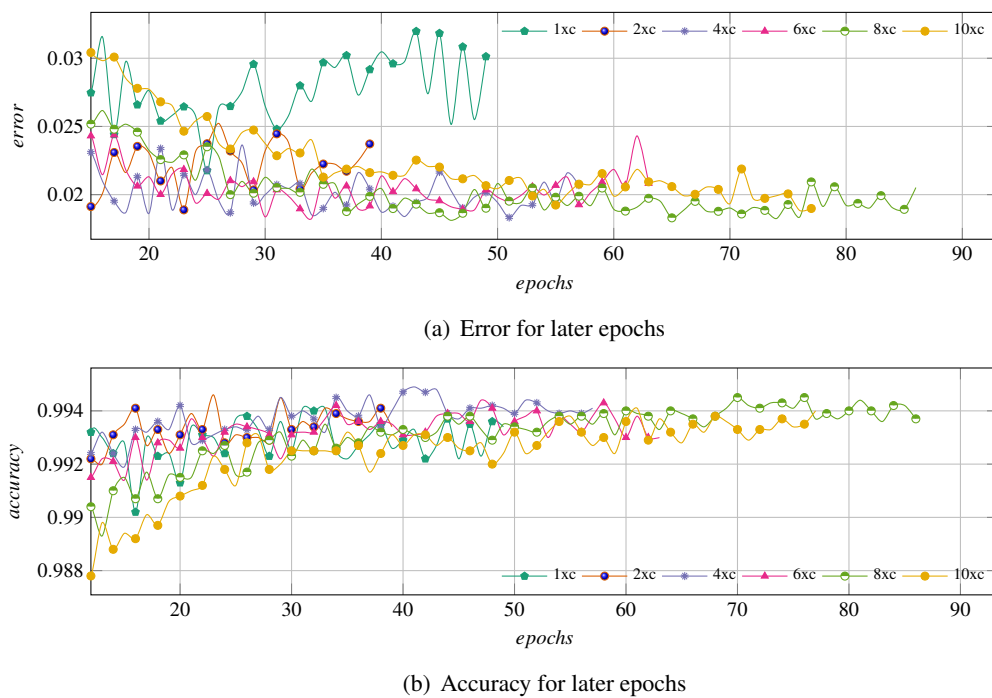 1xc 2xc 4xc 6xc 8xc 10xc
0.03
0.025
0.02
error
20 30 40 50 60 70 80 90
epochs
(a) Error for later epochs
0.994
0.992
0.99
0.988
accuracy
1xc 2xc 4xc 6xc 8xc 10xc
20 30 40 50 60 70 80 90
epochs
(b) Accuracy for later epochs